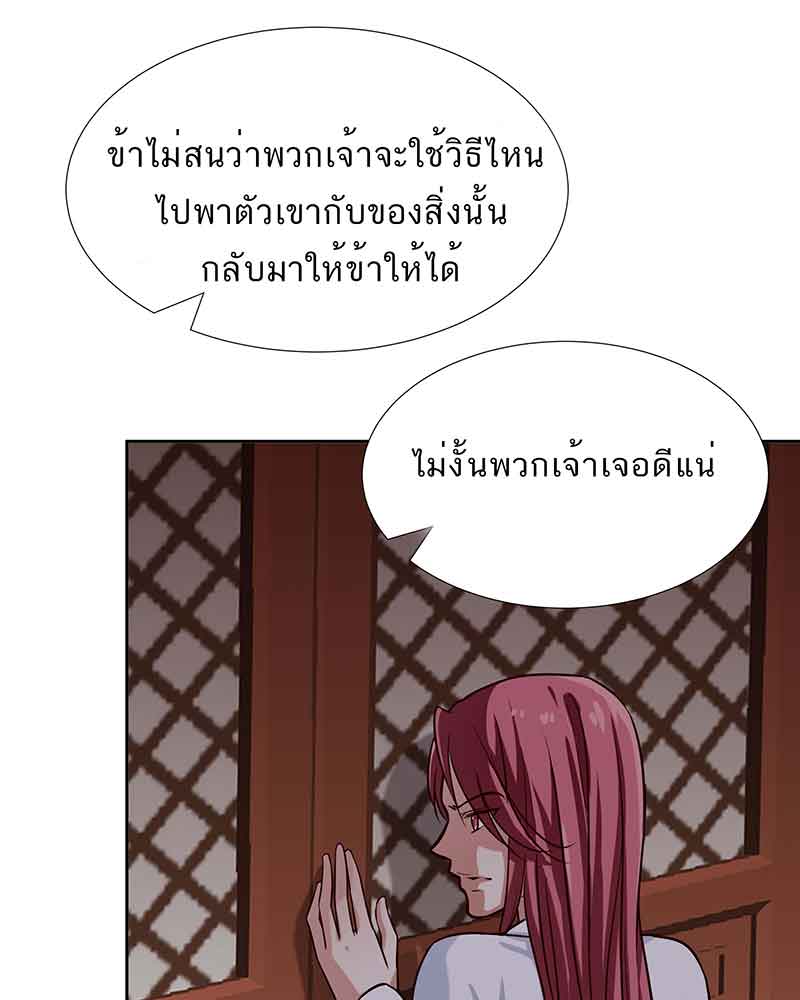 ข้าไม่สนว่าพวกเจ้าจะใช้วิธีไหน
ไปพาตัวเขากับของสิ่งนั้น
กลับมาให้ข้าให้ได้
ไม่งั้นพวกเจ้าเจอดีแน่